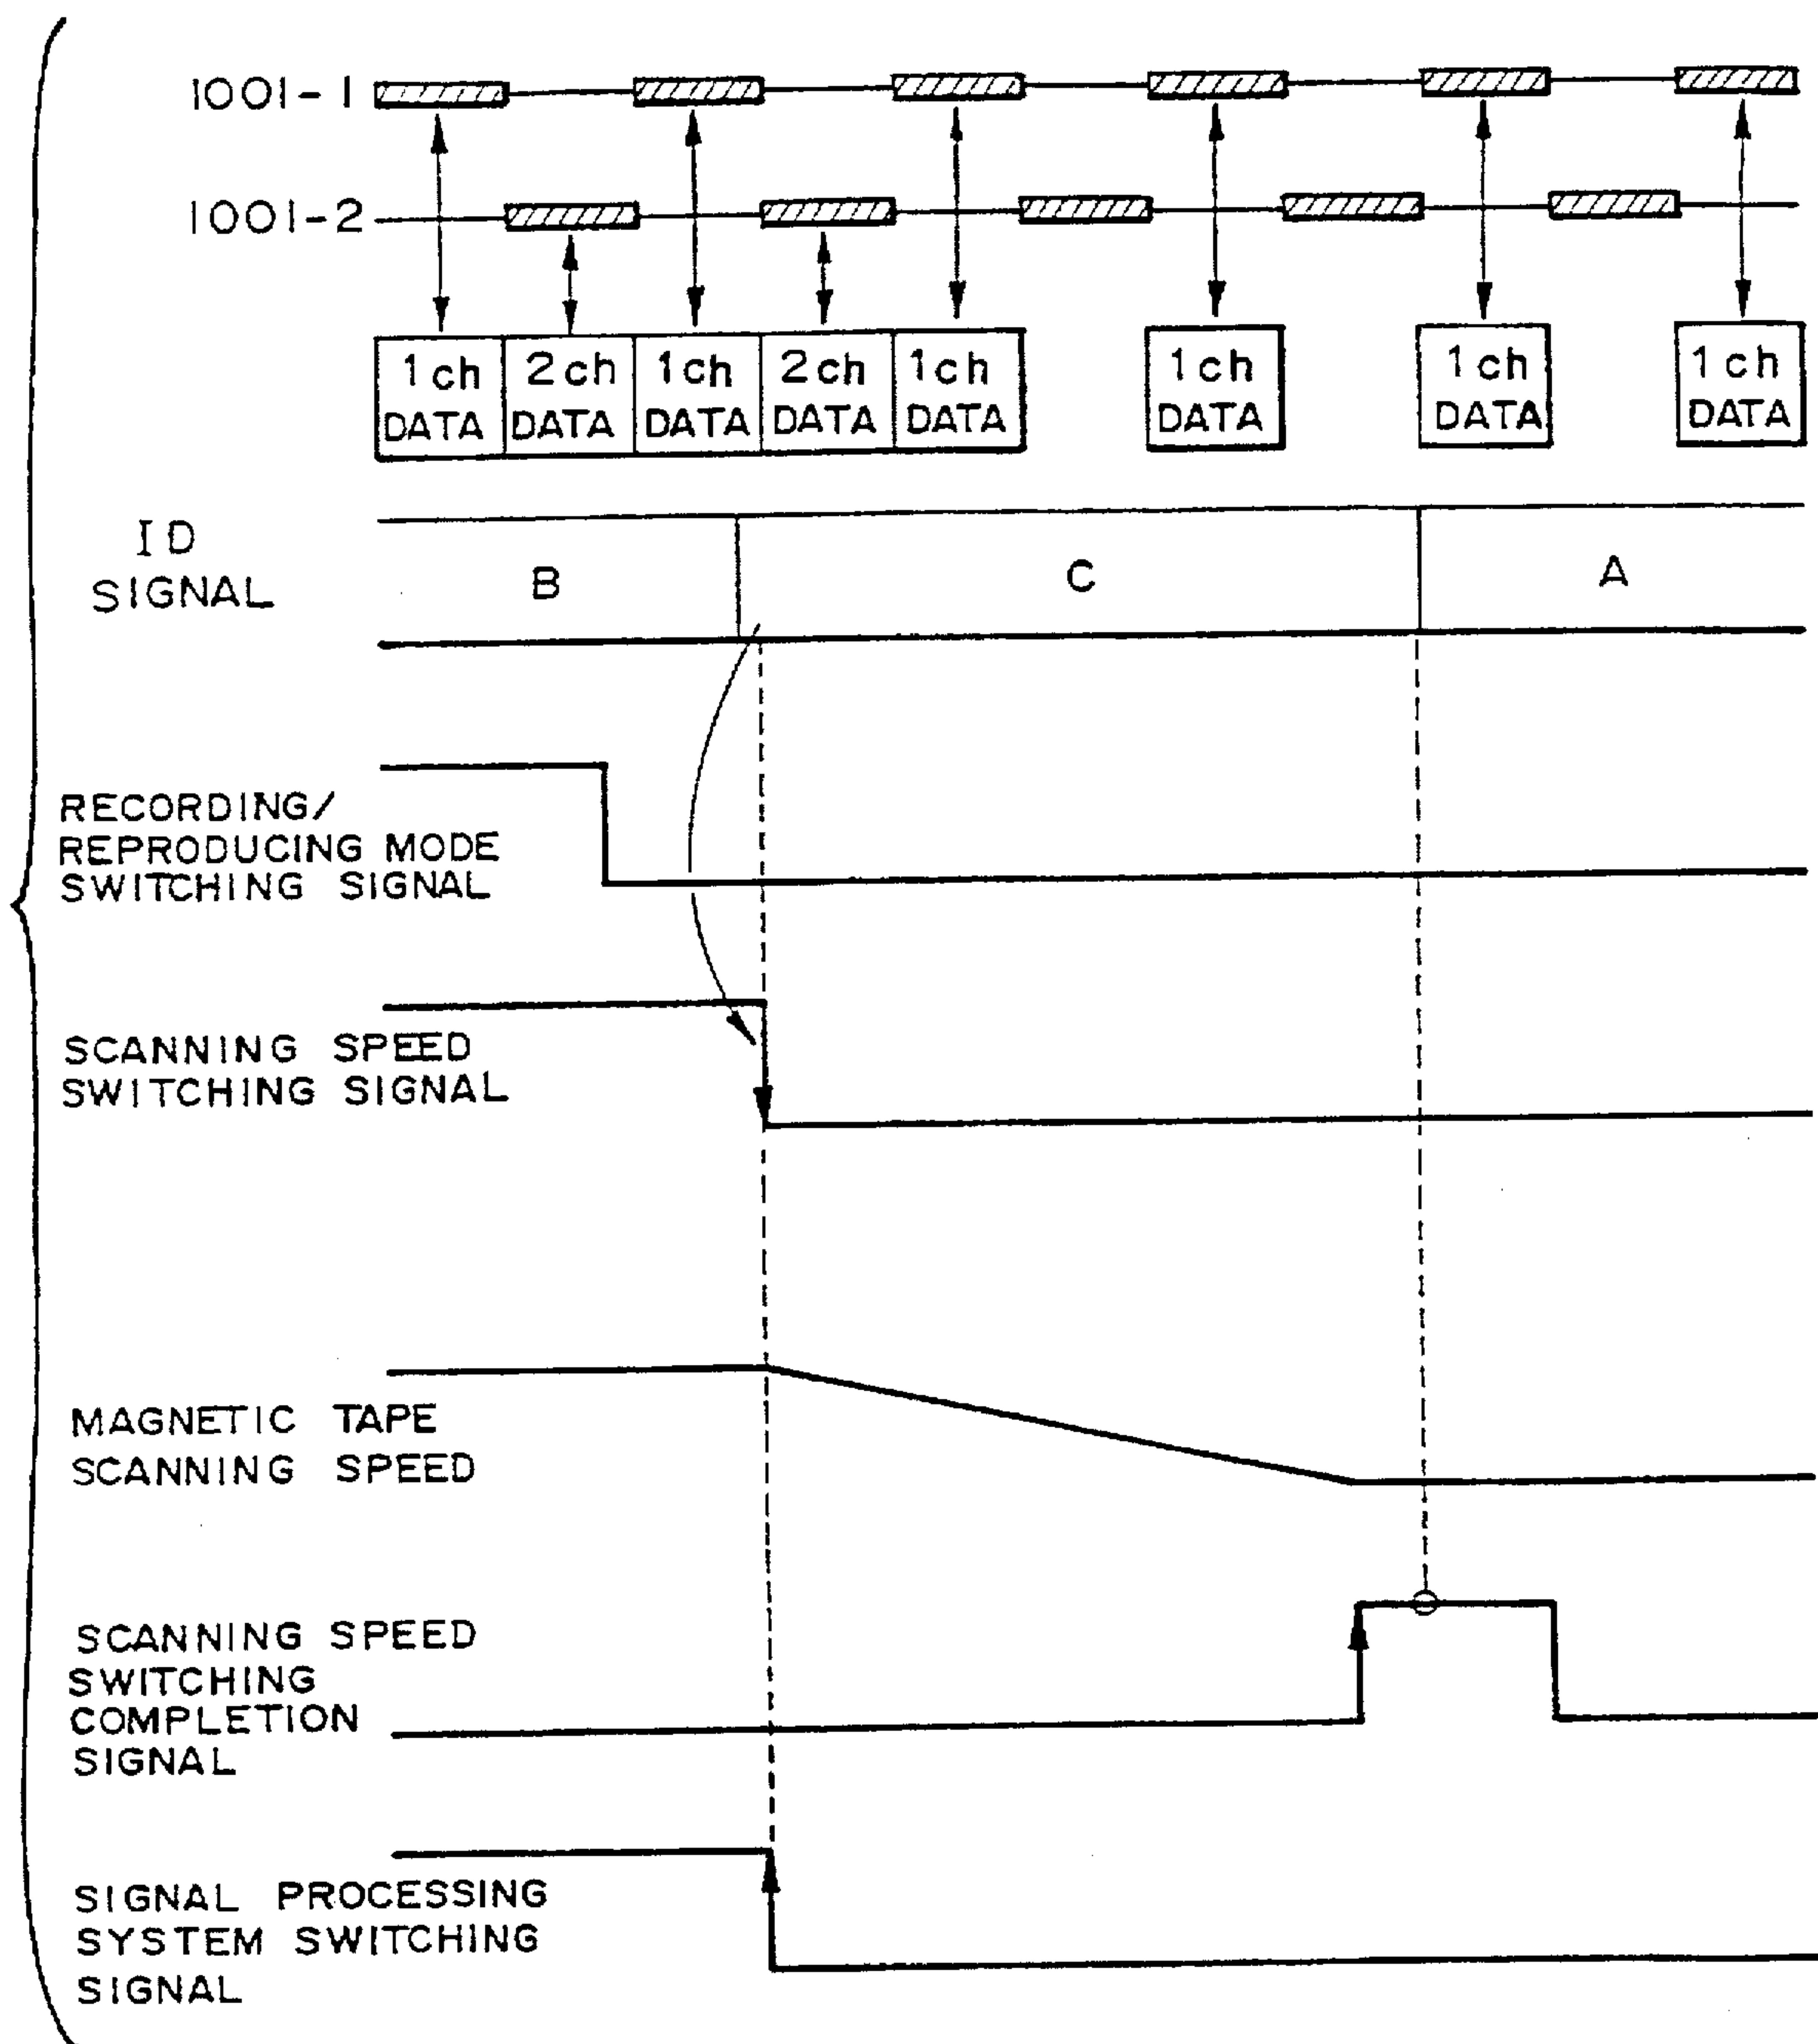 1001-1
1001-2
1ch DATA
2ch DATA
1ch DATA
2ch DATA
1ch DATA
1ch DATA
1ch DATA
1ch DATA
ID
SIGNAL
B
C
A
RECORDING/
REPRODUCING MODE
SWITCHING SIGNAL
SCANNING SPEED
SWITCHING SIGNAL
MAGNETIC TAPE
SCANNING SPEED
SCANNING SPEED
SWITCHING
COMPLETION
SIGNAL
SIGNAL PROCESSING
SYSTEM SWITCHING
SIGNAL